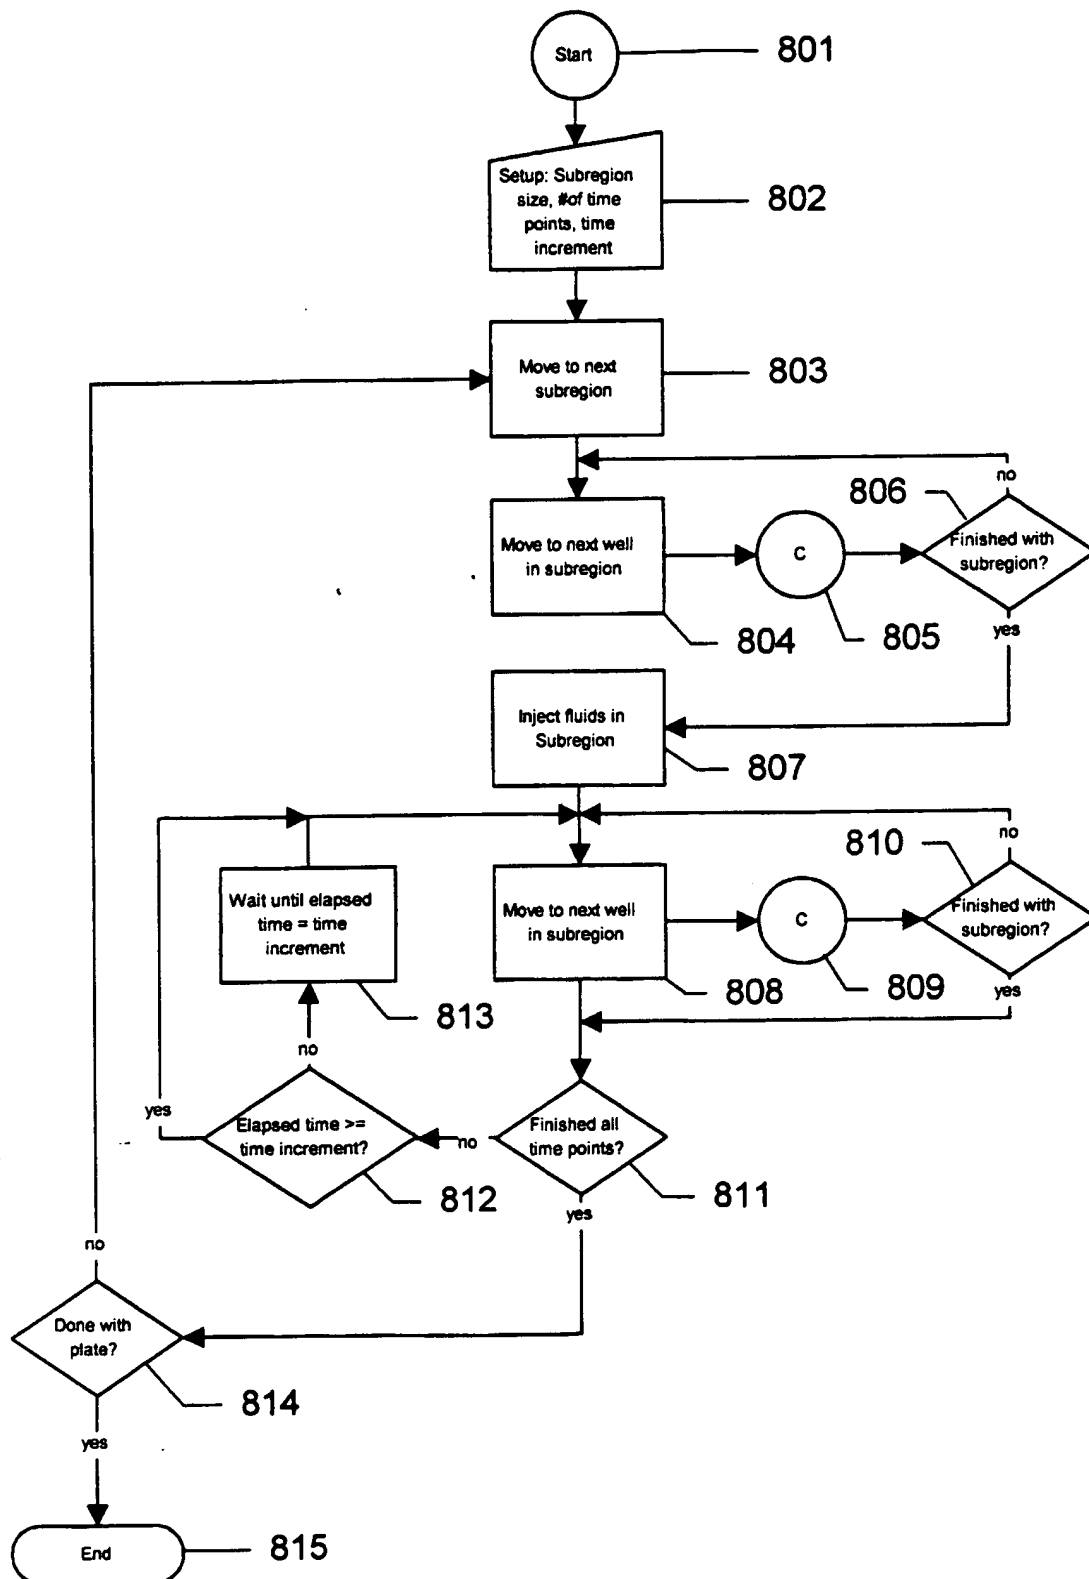 Start
801
Setup: Subregion
size, #of time
points, time
increment
802
Move to next
subregion
803
no
806
Finished with
subregion?
Move to next well
in subregion
C
804
805
yes
Inject fluids in
Subregion
807
no
810
Wait until elapsed
time = time
increment
Move to next well
in subregion
C
Finished with
subregion?
813
808
809
yes
no
yes
Elapsed time >=
time increment?
no
Finished all
time points?
812
811
yes
no
Done with
plate?
814
yes
End
815